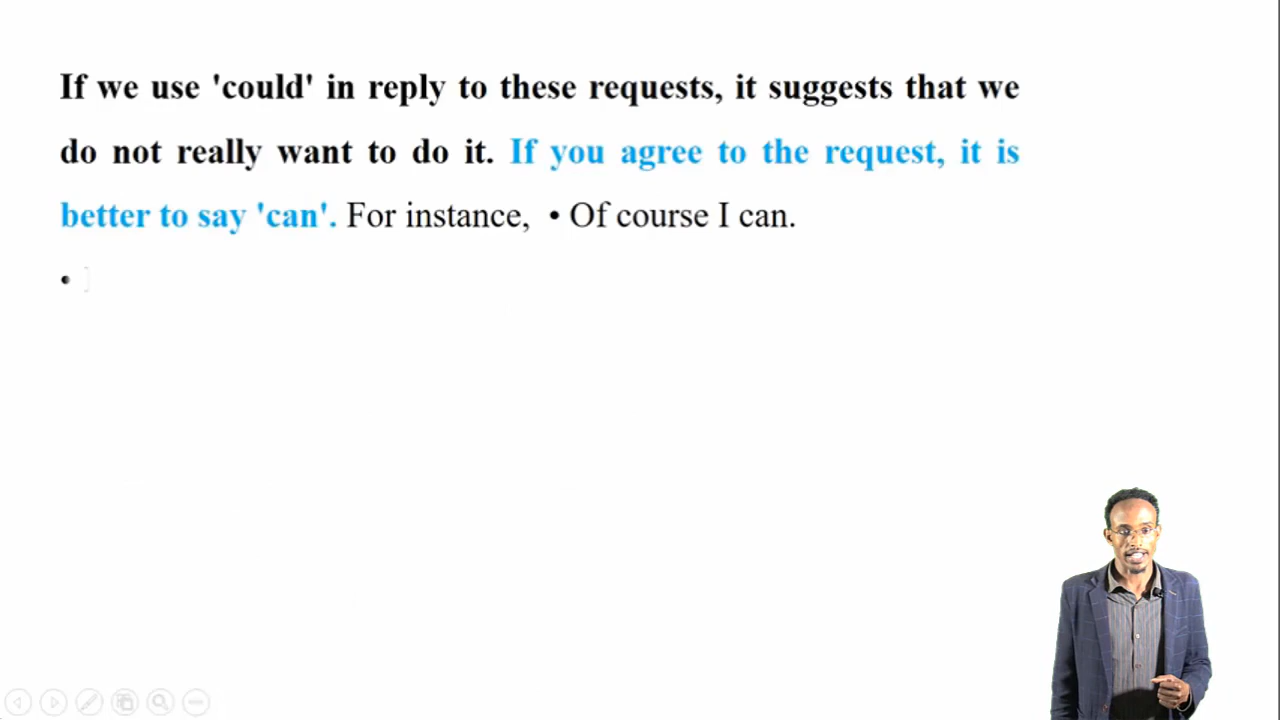 If we use 'could' in reply to these requests, it suggests that we
do not really want to do it. If you agree to the request, it is
better to say 'can'. For instance, • Of course I can.
•